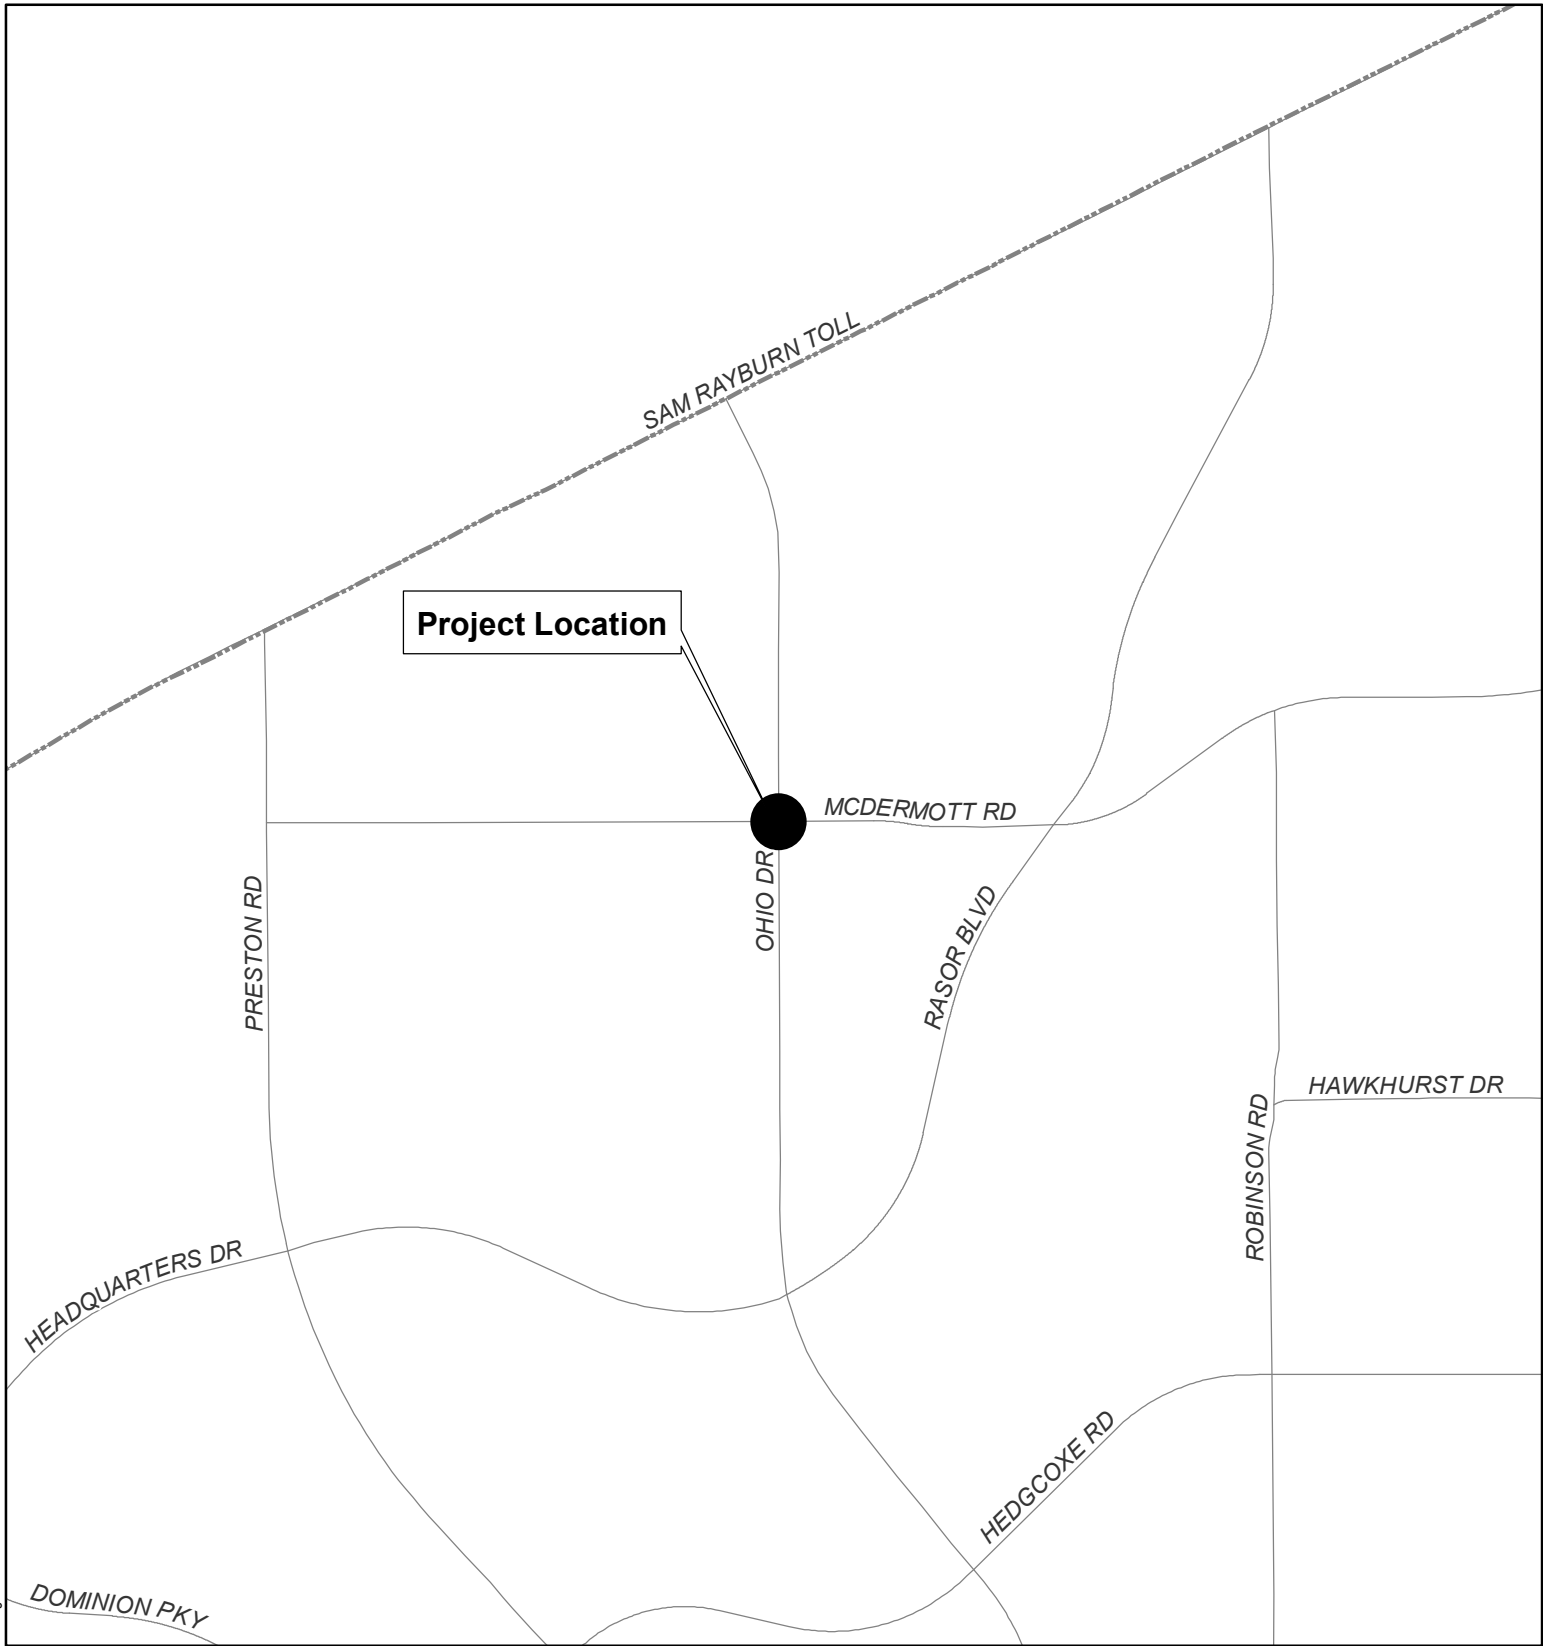 SAM RAYBURN TOLL
Project Location
MCDERMOTT RD
OHIO DR
PRESTON RD
RASOR BLVD
HAWKHURST DR
ROBINSON RD
HEADQUARTERS DR
HEDGCOXE RD
DOMINION PKY